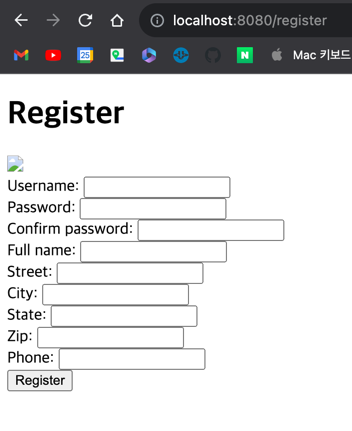 localhost:8080/register
25
N
Mac 키보드
Register
Username:
Password:
Confirm password:
Full name:
Street:
City:
State:
Zip:
Phone:
Register